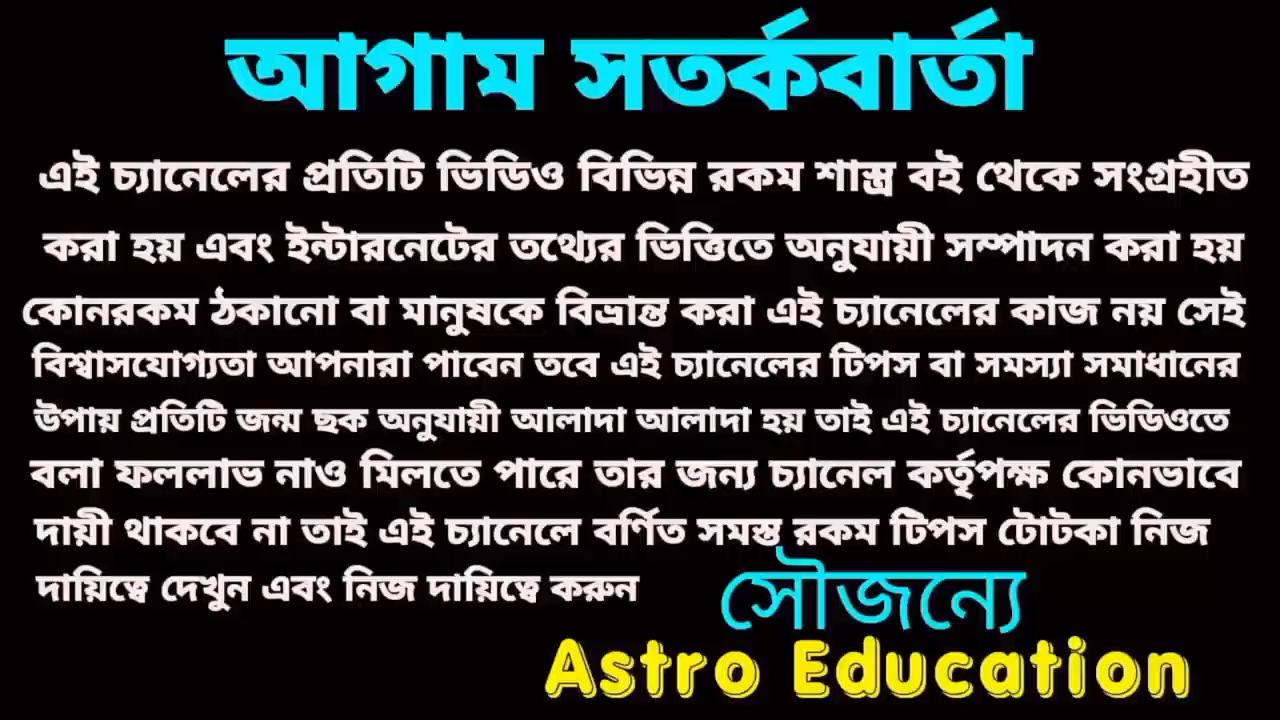 আগাম সতর্কবার্তা
এই চ্যানেলের প্রতিটি ভিডিও বিভিন্ন রকম শাস্ত্র বই থেকে সংগ্রহীত
করা হয় এবং ইন্টারনেটের তথ্যের ভিত্তিতে অনুযায়ী সম্পাদন করা হয়
কোনরকম ঠকানো বা মানুষকে বিভ্রান্ত করা এই চ্যানেলের কাজ নয় সেই
বিশ্বাসযোগ্যতা আপনারা পাবেন তবে এই চ্যানেলের টিপস বা সমস্যা সমাধানের
উপায় প্রতিটি জন্ম ছক অনুযায়ী আলাদা আলাদা হয় তাই এই চ্যানেলের ভিডিওতে
বলা ফললাভ নাও মিলতে পারে তার জন্য চ্যানেল কর্তৃপক্ষ কোনভাবে
দায়ী থাকবে না তাই এই চ্যানেলে বর্ণিত সমস্ত রকম টিপস টোটকা নিজ
দায়িত্বে দেখুন এবং নিজ দায়িত্বে করুন
সৌজন্যে
Astro Education